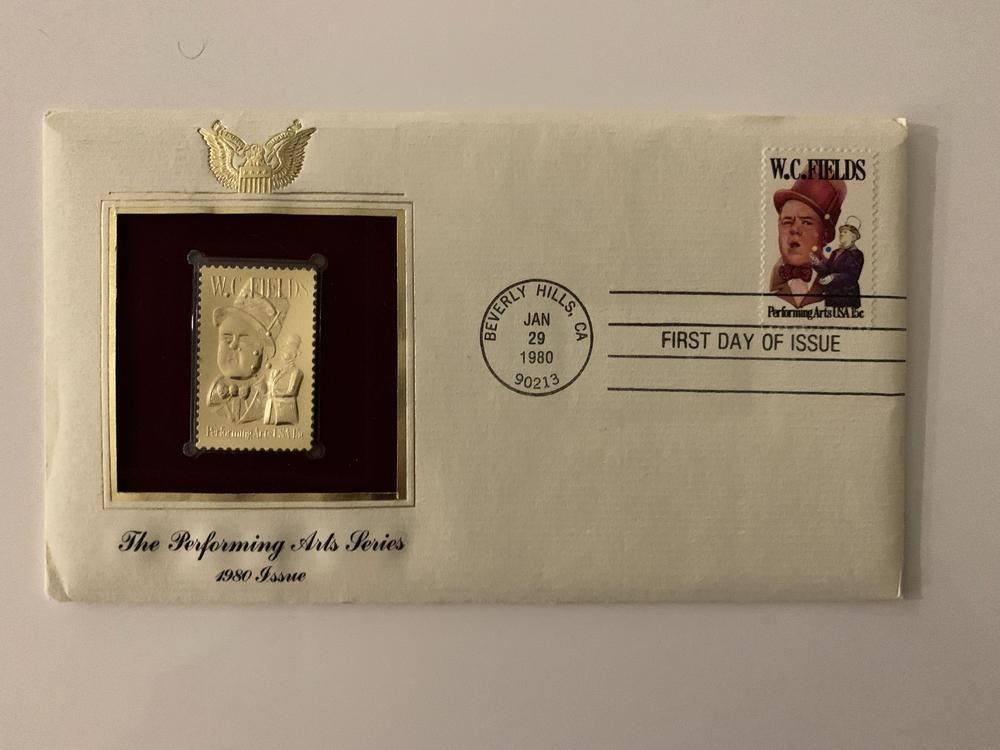 W.C.FIELDS
Performing Arts USA 15c
W.C.FIELDS
Performing Arts USA 15c
BEVERLY HILLS, CA
JAN
29
1980
90213
FIRST DAY OF ISSUE
The Performing Arts Series
1980 Issue